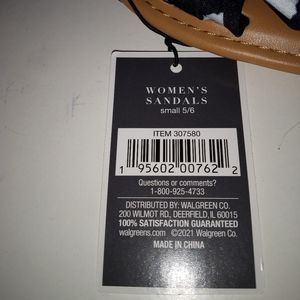 WOMEN'S
SANDALS
small 5/6
ITEM 307580
1 95602 00762 2
Questions or comments?
1-800-925-4733
DISTRIBUTED BY: WALGREEN CO.
200 WILMOT RD., DEERFIELD, IL 60015
100% SATISFACTION GUARANTEED
walgreens.com ©2021 Walgreen Co.
MADE IN CHINA